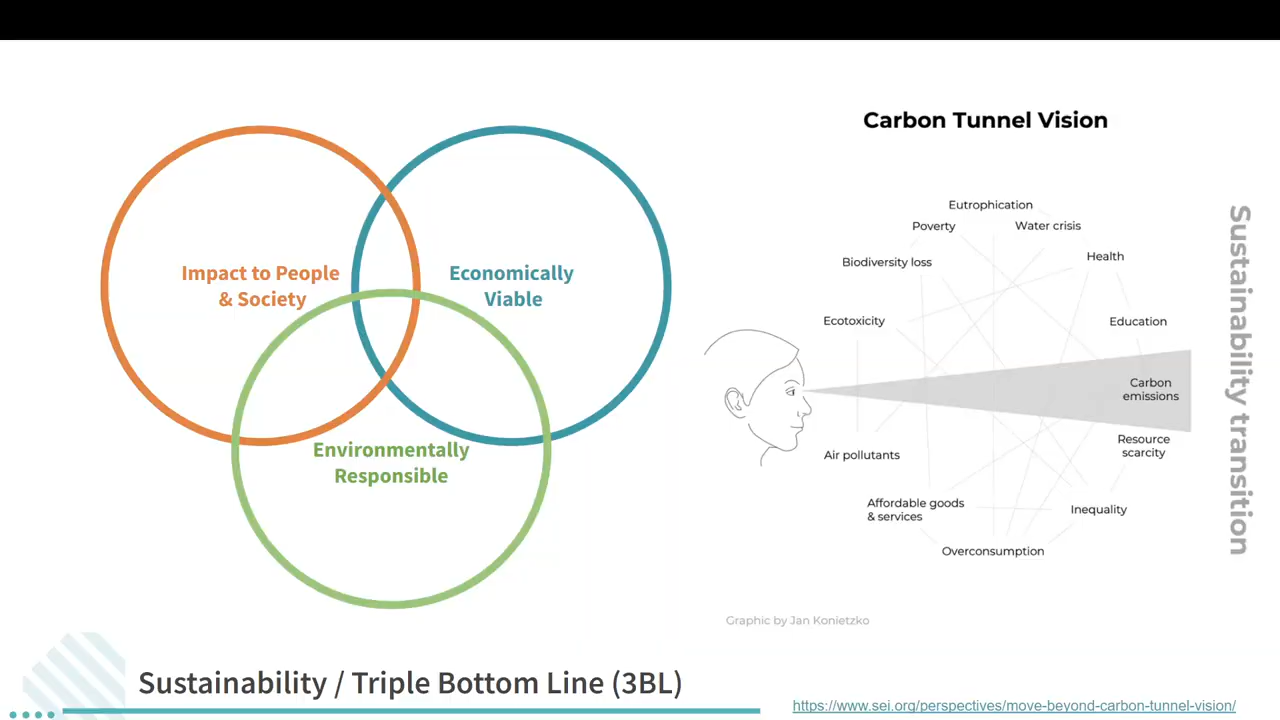 Impact to People
& Society
Economically
Viable
Environmentally
Responsible
Carbon Tunnel Vision
Eutrophication
Poverty
Water crisis
Biodiversity loss
Health
Ecotoxicity
Education
Carbon
emissions
Resource
scarcity
Air pollutants
Affordable goods
& services
Inequality
Overconsumption
Sustainability transition
Graphic by Jan Konietzko
Sustainability / Triple Bottom Line (3BL)
https://www.sei.org/perspectives/move-beyond-carbon-tunnel-vision/